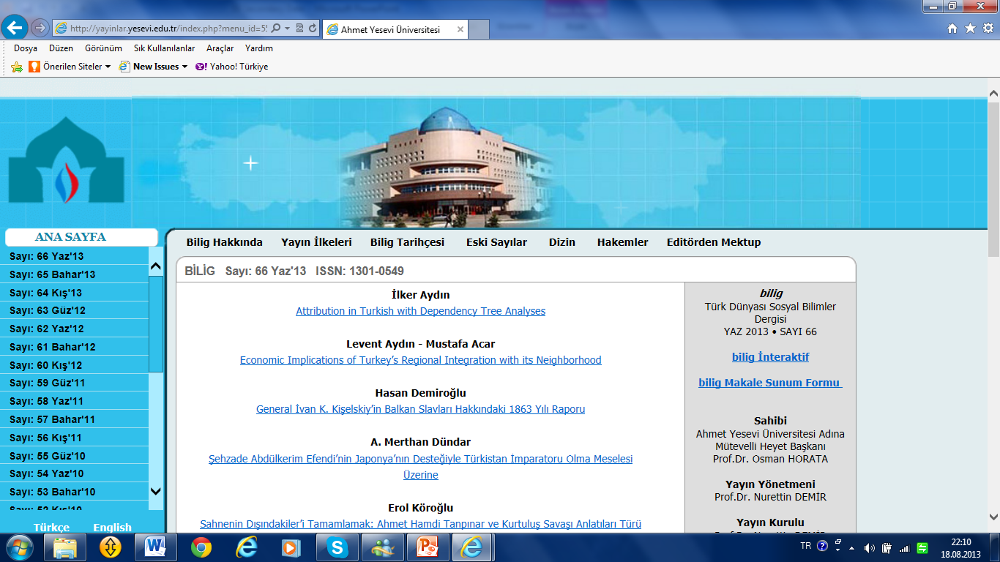 http://yayinlar.yesevi.edu.tr/index.php?menu_id=5!
Ahmet Yesevi Üniversitesi
Dosya Düzen Görünüm Sık Kullanılanlar Araçlar Yardım
Önerilen Siteler New Issues Yahoo! Türkiye
ANA SAYFA
Sayı: 66 Yaz'13
Sayı: 65 Bahar'13
Sayı: 64 Kış'13
Sayı: 63 Güz'12
Sayı: 62 Yaz'12
Sayı: 61 Bahar'12
Sayı: 60 Kış'12
Sayı: 59 Güz'11
Sayı: 58 Yaz'11
Sayı: 57 Bahar'11
Sayı: 56 Kış'11
Sayı: 55 Güz'10
Sayı: 54 Yaz'10
Sayı: 53 Bahar'10
Sayı: 52 Kış'10
Türkçe English
Bilig Hakkında Yayın İlkeleri Bilig Tarihçesi Eski Sayılar Dizin Hakemler Editörden Mektup
BİLİG Sayı: 66 Yaz'13 ISSN: 1301-0549
İlker Aydın
Attribution in Turkish with Dependency Tree Analyses
Levent Aydın - Mustafa Acar
Economic Implications of Turkey's Regional Integration with its Neighborhood
Hasan Demiroğlu
General İvan K. Kişelskiy'in Balkan Slavları Hakkındaki 1863 Yılı Raporu
A. Merthan Dündar
Şehzade Abdülkerim Efendi'nin Japonya'nın Desteğiyle Türkistan İmparatoru Olma Meselesi
Üzerine
Erol Köroğlu
Sahnenin Dışındakiler'i Tamamlamak: Ahmet Hamdi Tanpınar ve Kurtuluş Savaşı Anlatıları Türü
bilig
Türk Dünyası Sosyal Bilimler
Dergisi
YAZ 2013 • SAYI 66
bilig İnteraktif
bilig Makale Sunum Formu
Sahibi
Ahmet Yesevi Üniversitesi Adına
Mütevelli Heyet Başkanı
Prof.Dr. Osman HORATA
Yayın Yönetmeni
Prof.Dr. Nurettin DEMİR
Yayın Kurulu
TR
22:10
18.08.2013